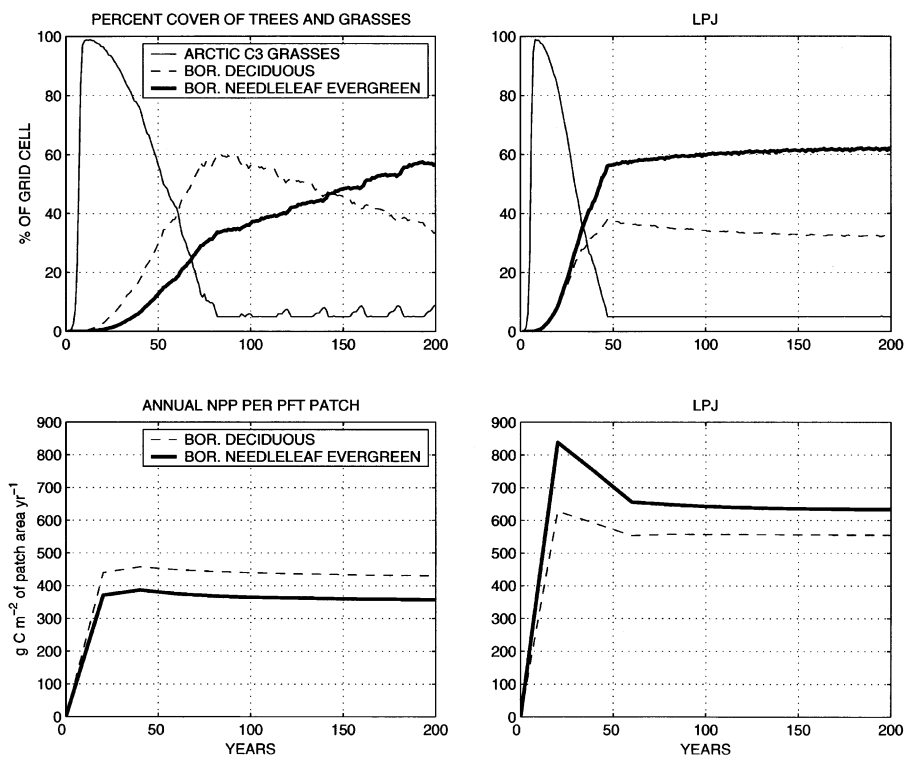 PERCENT COVER OF TREES AND GRASSES
LPJ
100
80
60
40
20
0
% OF GRID CELL
ARCTIC C3 GRASSES
BOR. DECIDUOUS
BOR. NEEDLELEAF EVERGREEN
0 50 100 150 200
100
80
60
40
20
0
0 50 100 150 200
ANNUAL NPP PER PFT PATCH
LPJ
900
800
700
600
500
400
300
200
100
0
g C m−2 of patch area yr−1
BOR. DECIDUOUS
BOR. NEEDLELEAF EVERGREEN
0 50 100 150 200
YEARS
900
800
700
600
500
400
300
200
100
0
0 50 100 150 200
YEARS